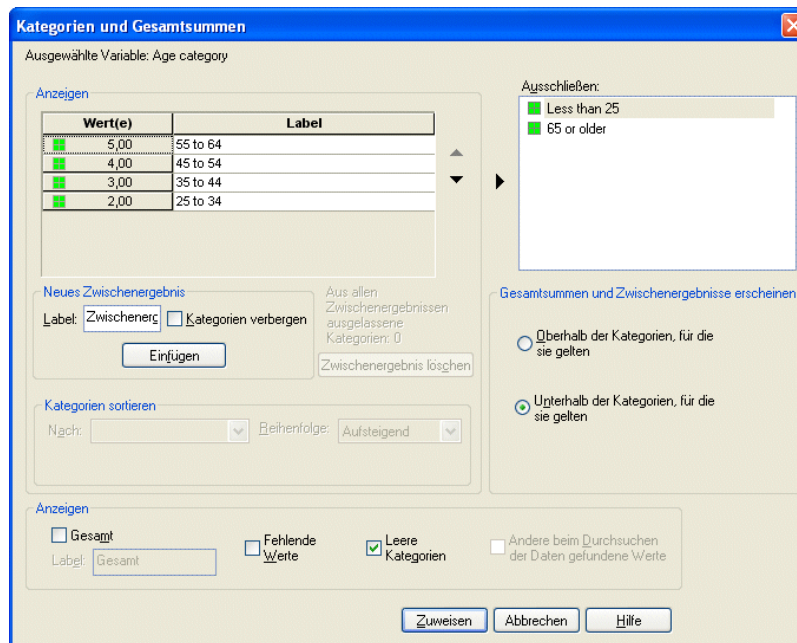 Kategorien und Gesamtsummen
Ausgewählte Variable: Age category
Anzeigen
Wert(e) Label
5,00 55 to 64
4,00 45 to 54
3,00 35 to 44
2,00 25 to 34
Ausschließen:
Less than 25
65 or older
Neues Zwischenergebnis
Label: Zwischenerg
Kategorien verbergen
Einfügen
Aus allen
Zwischenergebnissen
ausgelassene
Kategorien: 0
Zwischenergebnis löschen
Gesamtsummen und Zwischenergebnisse erscheinen
Oberhalb der Kategorien, für die
sie gelten
Unterhalb der Kategorien, für die
sie gelten
Kategorien sortieren
Nach:
Reihenfolge: Aufsteigend
Anzeigen
Gesamt
Label: Gesamt
Fehlende
Werte
Leere
Kategorien
Andere beim Durchsuchen
der Daten gefundene Werte
Zuweisen
Abbrechen
Hilfe